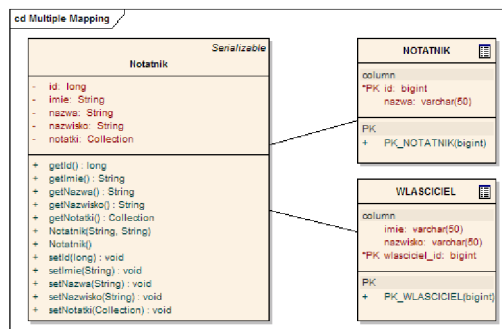 cd Multiple Mapping
Serializable
Notatnik
- id: long
- imie: String
- nazwa: String
- nazwisko: String
- notatki: Collection
+ getId() : long
+ getImie() : String
+ getNazwa() : String
+ getNazwisko() : String
+ getNotatki() : Collection
+ Notatnik(String, String)
+ Notatnik()
+ setId(long) : void
+ setImie(String) : void
+ setNazwa(String) : void
+ setNazwisko(String) : void
+ setNotatki(Collection) : void
NOTATNIK
column
*PK id: bigint
nazwa: varchar(50)
PK
+ PK_NOTATNIK(bigint)
WLASCICIEL
column
imie: varchar(50)
nazwisko: varchar(50)
*PK wlasciciel_id: bigint
PK
+ PK_WLASCICIEL(bigint)